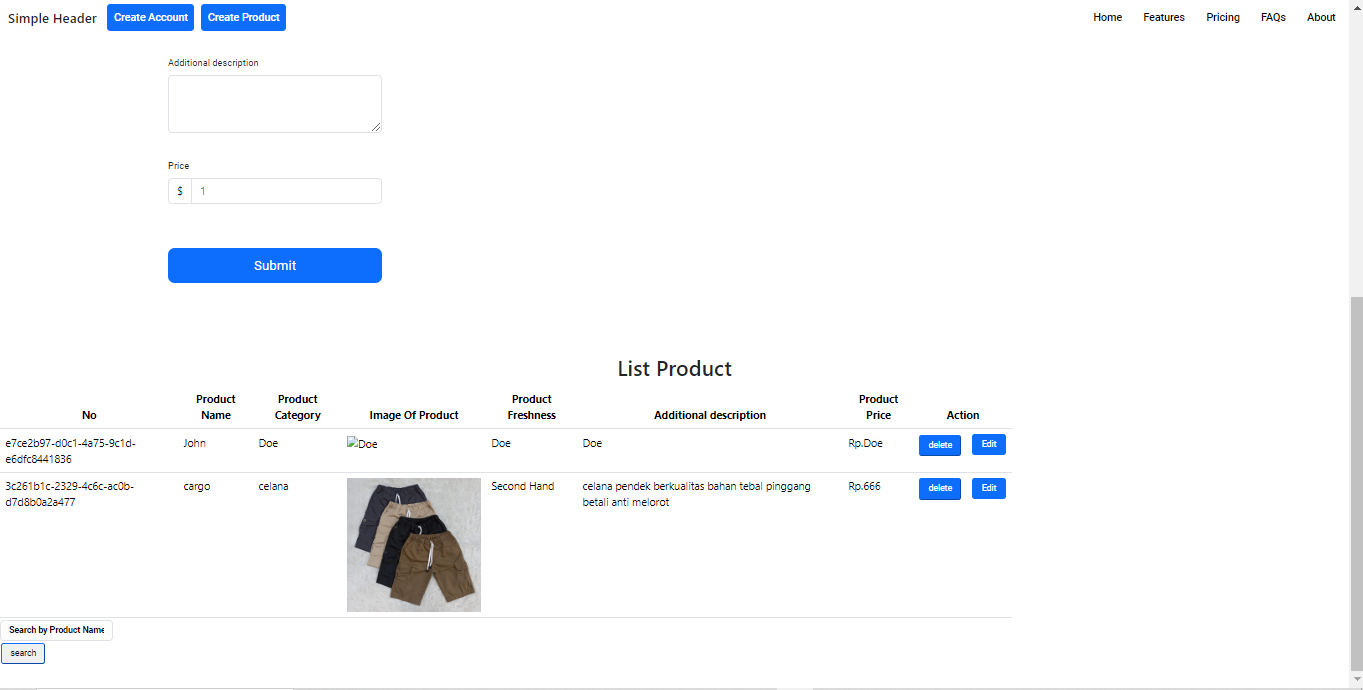 Simple Header Create Account Create Product Home Features Pricing FAQs About
Additional description
Price
$ 1
Submit
List Product
No Product Name Product Category Image Of Product Product Freshness Additional description Product Price Action
e7ce2b97-d0c1-4a75-9c1d- John Doe Doe Doe Doe Rp.Doe delete Edit
e6dfc8441836
3c261b1c-2329-4c6c-ac0b- cargo celana Second Hand celana pendek berkualitas bahan tebal pinggang Rp.666 delete Edit
d7d8b0a2a477 betali anti melorot
Search by Product Name
search